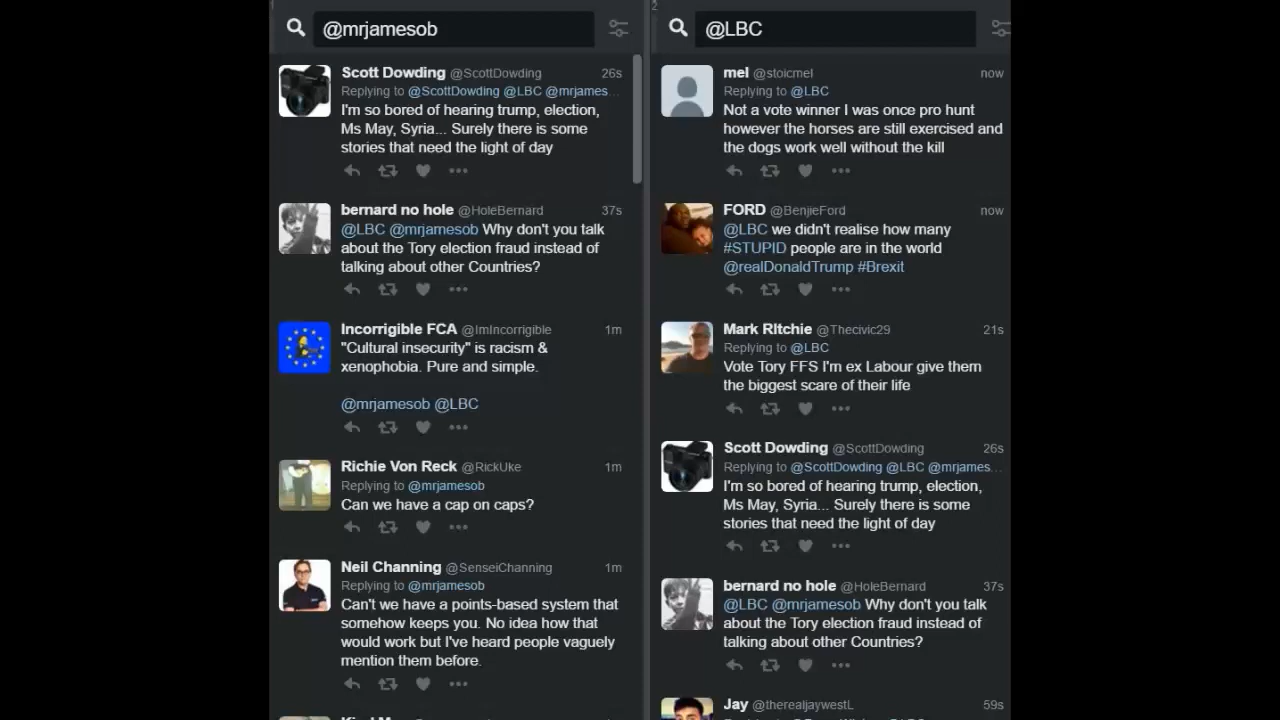 1
@mrjamesob
Scott Dowding @ScottDowding 26s
Replying to @ScottDowding @LBC @mrjames...
I'm so bored of hearing trump, election,
Ms May, Syria... Surely there is some
stories that need the light of day
bernard no hole @HoleBernard 37s
@LBC @mrjamesob Why don't you talk
about the Tory election fraud instead of
talking about other Countries?
Incorrigible FCA @ImIncorrigible 1m
"Cultural insecurity" is racism &
xenophobia. Pure and simple.
@mrjamesob @LBC
Richie Von Reck @RickUke 1m
Replying to @mrjamesob
Can we have a cap on caps?
Neil Channing @SenseiChanning 1m
Replying to @mrjamesob
Can't we have a points-based system that
somehow keeps you. No idea how that
would work but I've heard people vaguely
mention them before.
2
@LBC
mel @stoicmel now
Replying to @LBC
Not a vote winner I was once pro hunt
however the horses are still exercised and
the dogs work well without the kill
FORD @BenjieFord now
@LBC we didn't realise how many
#STUPID people are in the world
@realDonaldTrump #Brexit
Mark RItchie @Thecivic29 21s
Replying to @LBC
Vote Tory FFS I'm ex Labour give them
the biggest scare of their life
Scott Dowding @ScottDowding 26s
Replying to @ScottDowding @LBC @mrjames...
I'm so bored of hearing trump, election,
Ms May, Syria... Surely there is some
stories that need the light of day
bernard no hole @HoleBernard 37s
@LBC @mrjamesob Why don't you talk
about the Tory election fraud instead of
talking about other Countries?
Jay @therealjaywestL 59s